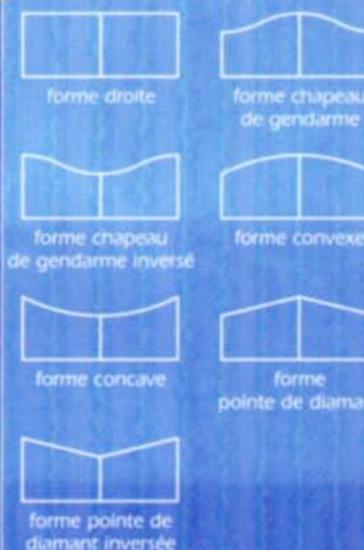 forme droite
forme chapeau
de gendarme
forme chapeau
de gendarme inversé
forme convexe
forme concave
forme
pointe de diama
forme pointe de
diamant inversée